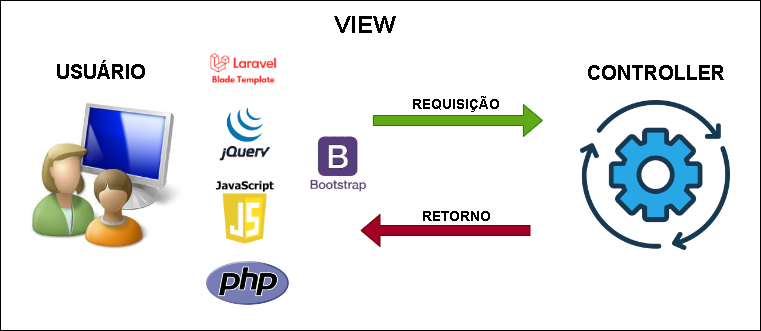 VIEW
USUÁRIO
Laravel
Blade Template
jQuery
JavaScript
JS
php
B
Bootstrap
REQUISIÇÃO
RETORNO
CONTROLLER